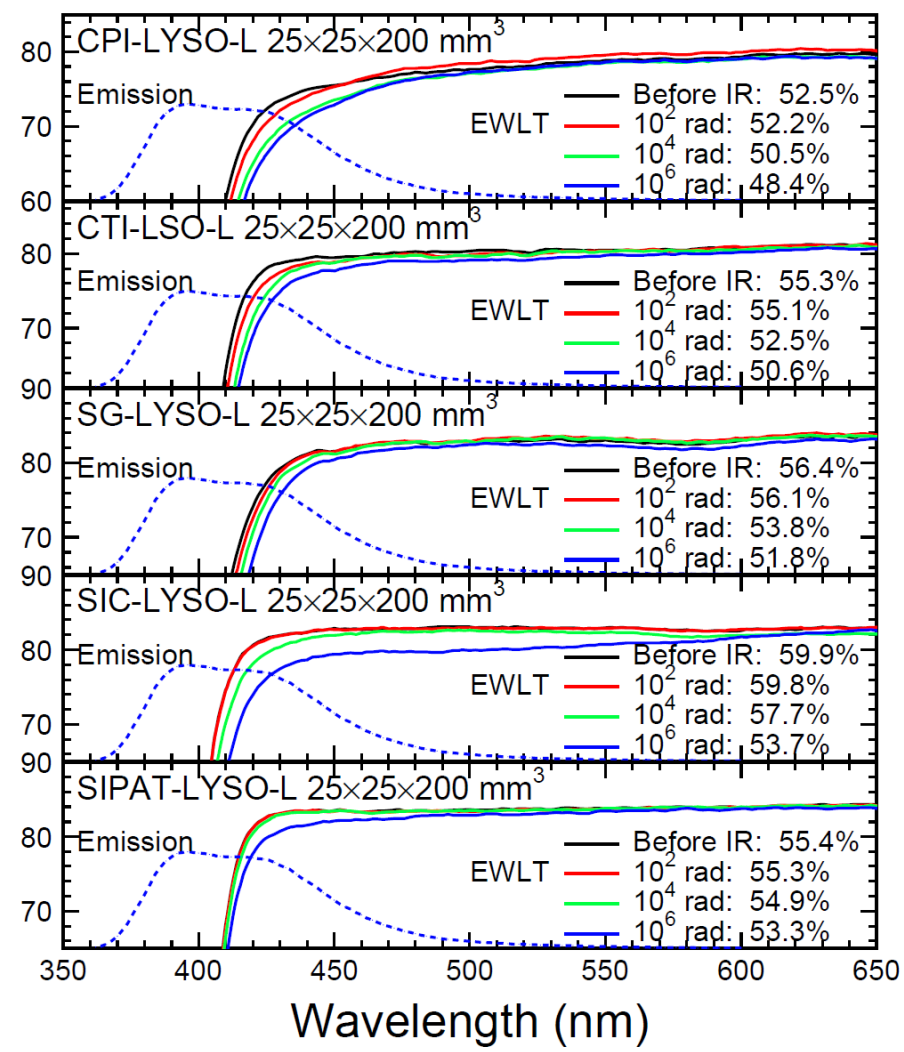 80
CPI-LYSO-L 25×25×200 mm³
Emission
Before IR: 52.5%
70
EWLT
10² rad: 52.2%
10⁴ rad: 50.5%
10⁶ rad: 48.4%
60
CTI-LSO-L 25×25×200 mm³
80
Emission
Before IR: 55.3%
EWLT
10² rad: 55.1%
70
10⁴ rad: 52.5%
10⁶ rad: 50.6%
90
SG-LYSO-L 25×25×200 mm³
80
Emission
Before IR: 56.4%
EWLT
10² rad: 56.1%
70
10⁴ rad: 53.8%
10⁶ rad: 51.8%
90
SIC-LYSO-L 25×25×200 mm³
80
Emission
Before IR: 59.9%
EWLT
10² rad: 59.8%
70
10⁴ rad: 57.7%
10⁶ rad: 53.7%
90
SIPAT-LYSO-L 25×25×200 mm³
80
Emission
Before IR: 55.4%
EWLT
10² rad: 55.3%
70
10⁴ rad: 54.9%
10⁶ rad: 53.3%
350 400 450 500 550 600 650
Wavelength (nm)